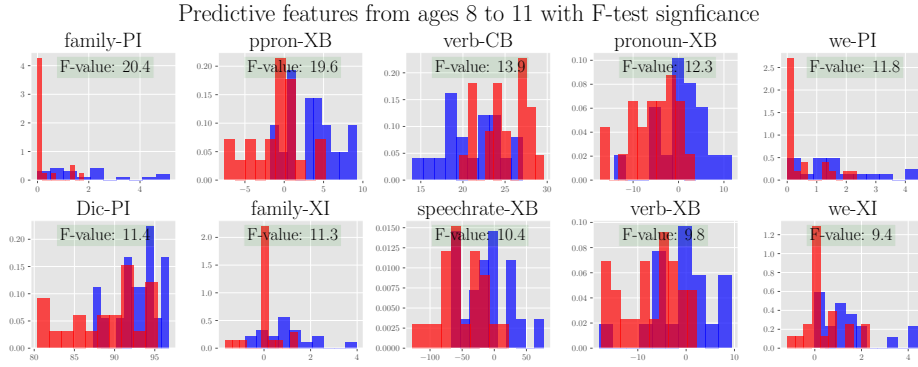 Predictive features from ages 8 to 11 with F-test signficance
family-PI
ppron-XB
verb-CB
pronoun-XB
we-PI
F-value: 20.4
F-value: 19.6
F-value: 13.9
F-value: 12.3
F-value: 11.8
4
3
2
1
0
0 2 4
0.20
0.15
0.10
0.05
0.00
−5 0 5 10
0.20
0.15
0.10
0.05
0.00
15 20 25 30
0.10
0.08
0.06
0.04
0.02
0.00
−10 0 10
2.5
2.0
1.5
1.0
0.5
0.0
0 1 2 3 4
Dic-PI
family-XI
speechrate-XB
verb-XB
we-XI
F-value: 11.4
F-value: 11.3
F-value: 10.4
F-value: 9.8
F-value: 9.4
0.20
0.15
0.10
0.05
0.00
80 85 90 95
2.0
1.5
1.0
0.5
0.0
0 2 4
0.0150
0.0125
0.0100
0.0075
0.0050
0.0025
0.0000
−100 −50 0 50
0.10
0.08
0.06
0.04
0.02
0.00
−10 0 10
1.2
1.0
0.8
0.6
0.4
0.2
0.0
0 2 4